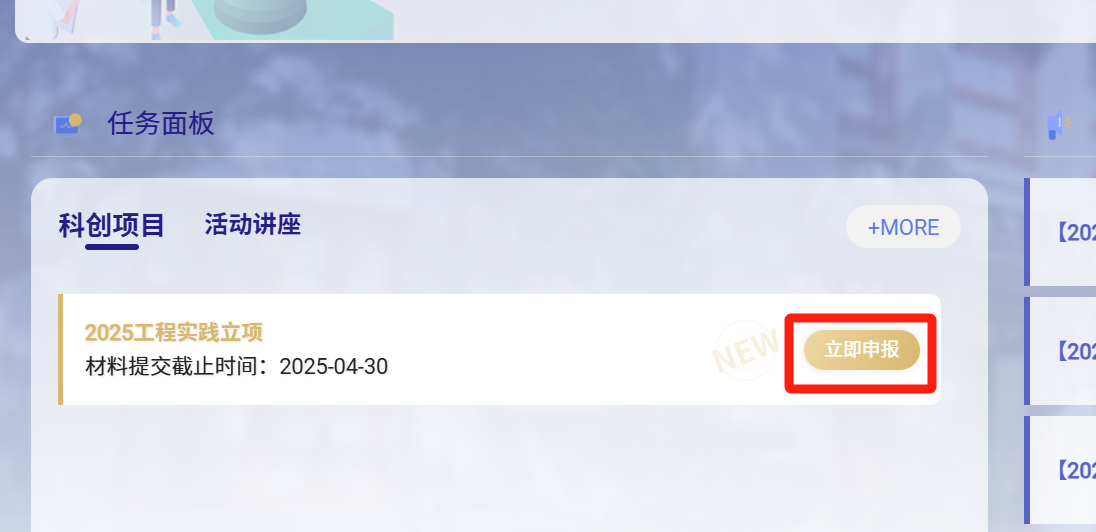 任务面板
科创项目 活动讲座 +MORE
2025工程实践立项
材料提交截止时间：2025-04-30
NEW
立即申报
【202
【202
【202